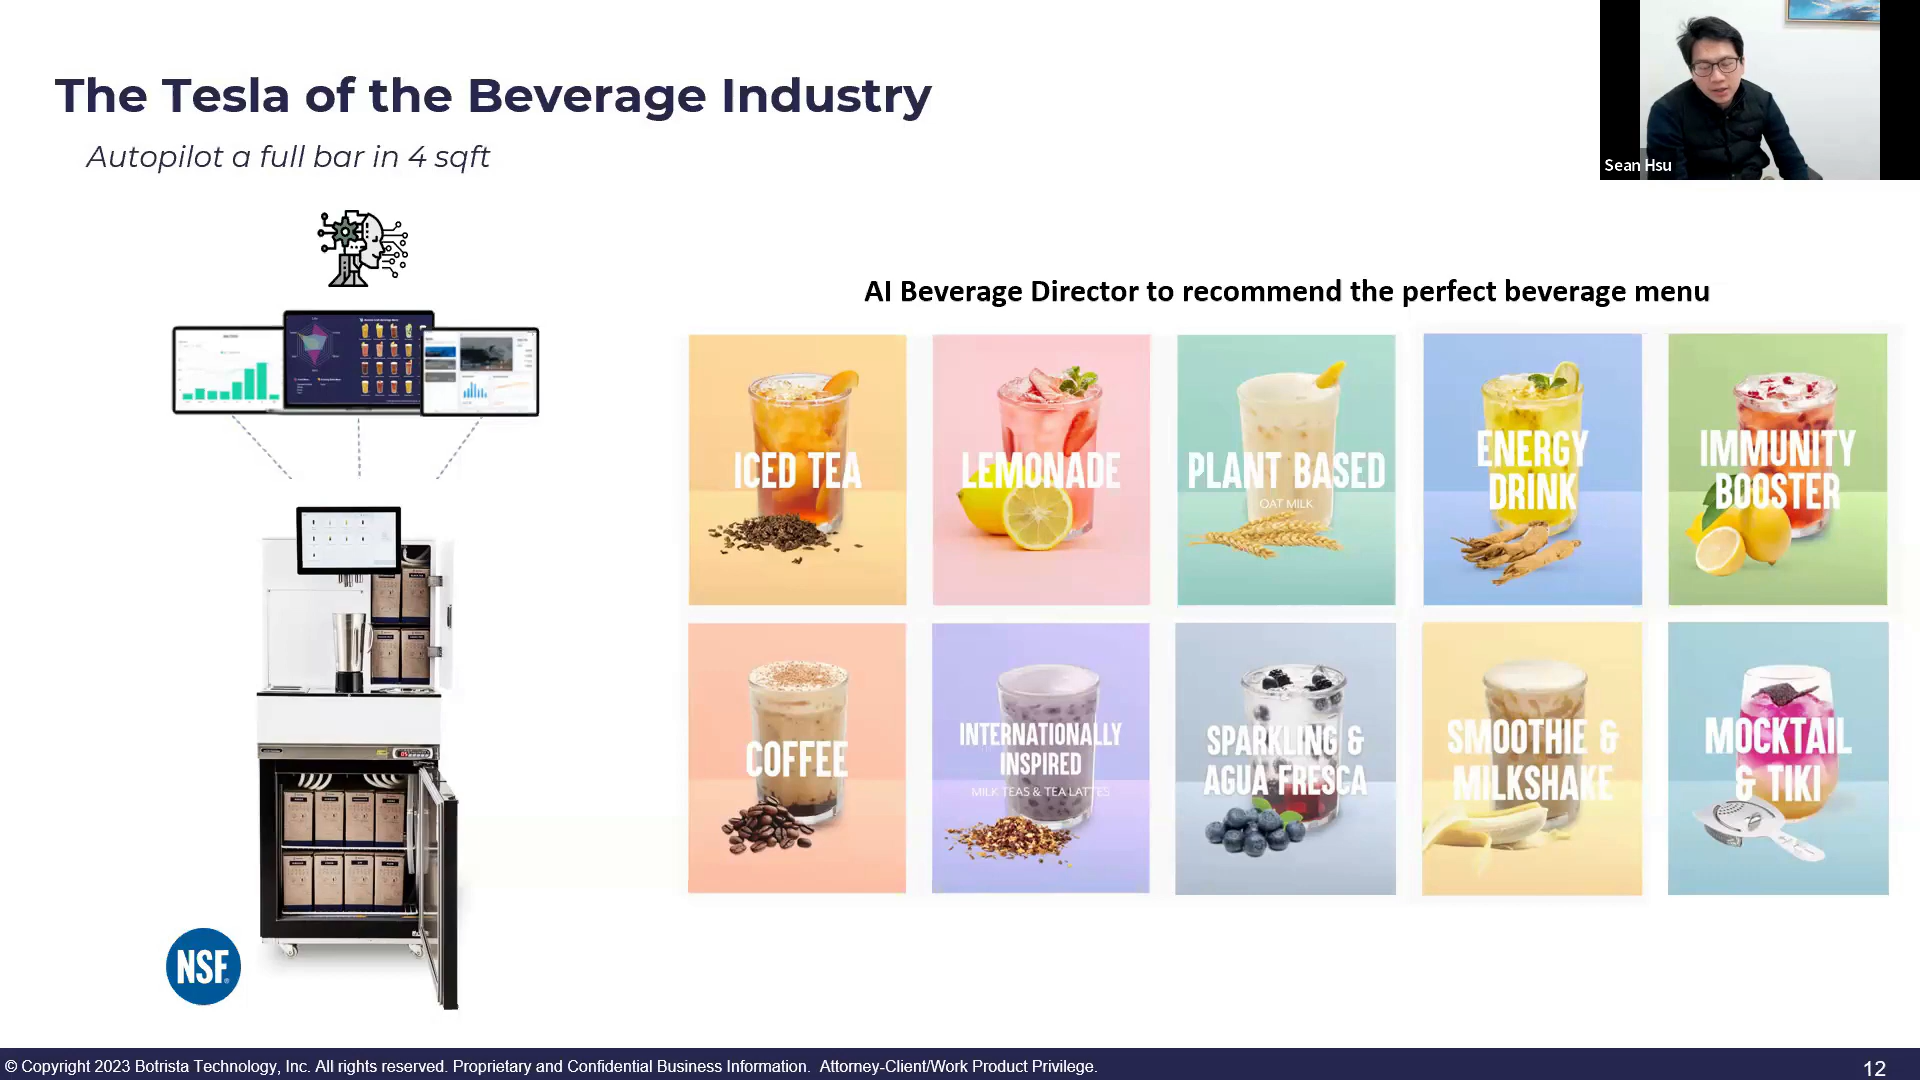 The Tesla of the Beverage Industry
Autopilot a full bar in 4 sqft
Sean Hsu
AI Beverage Director to recommend the perfect beverage menu
ICED TEA
LEMONADE
PLANT BASED
OAT MILK
ENERGY
DRINK
IMMUNITY
BOOSTER
COFFEE
INTERNATIONALLY
INSPIRED
MILK TEAS & TEA LATTES
SPARKLING &
AGUA FRESCA
SMOOTHIE &
MILKSHAKE
MOCKTAIL
& TIKI
NSF
© Copyright 2023 Botrista Technology, Inc. All rights reserved. Proprietary and Confidential Business Information.  Attorney-Client/Work Product Privilege.
12